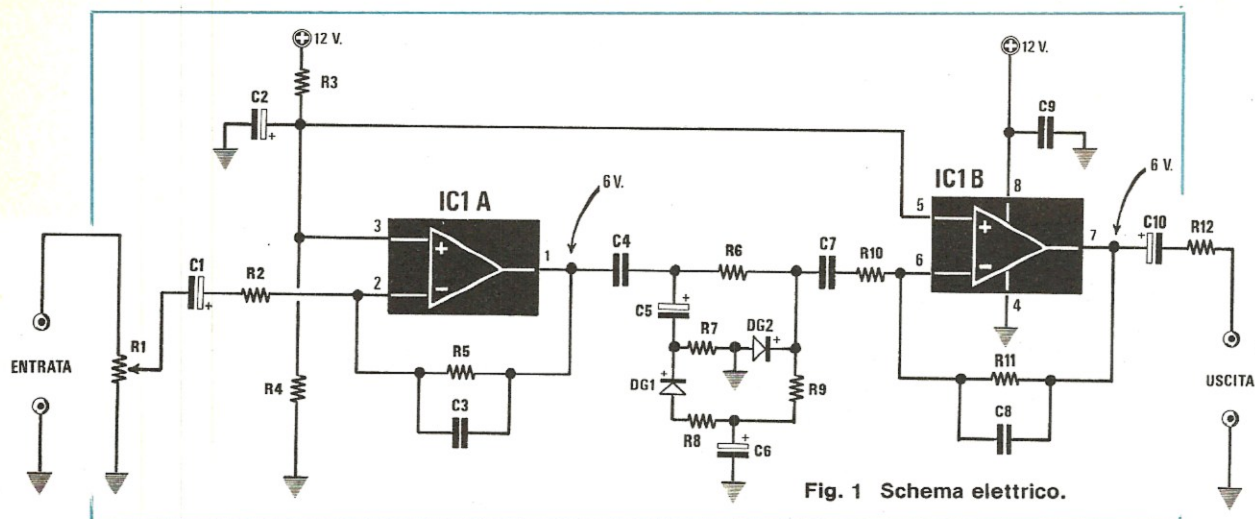 12 V.
R3
C2
+
12 V.
C9
6 V.
IC1 A
IC1 B
8
5
+
3
+
1
C4
R6
C7
R10
6
−
7
6 V.
C10
+
R12
C1
+
R2
2
−
4
C5
+
R7
DG2
+
ENTRATA
R1
R4
R5
C3
DG1
+
R8
R9
C6
+
R11
C8
USCITA
Fig. 1 Schema elettrico.